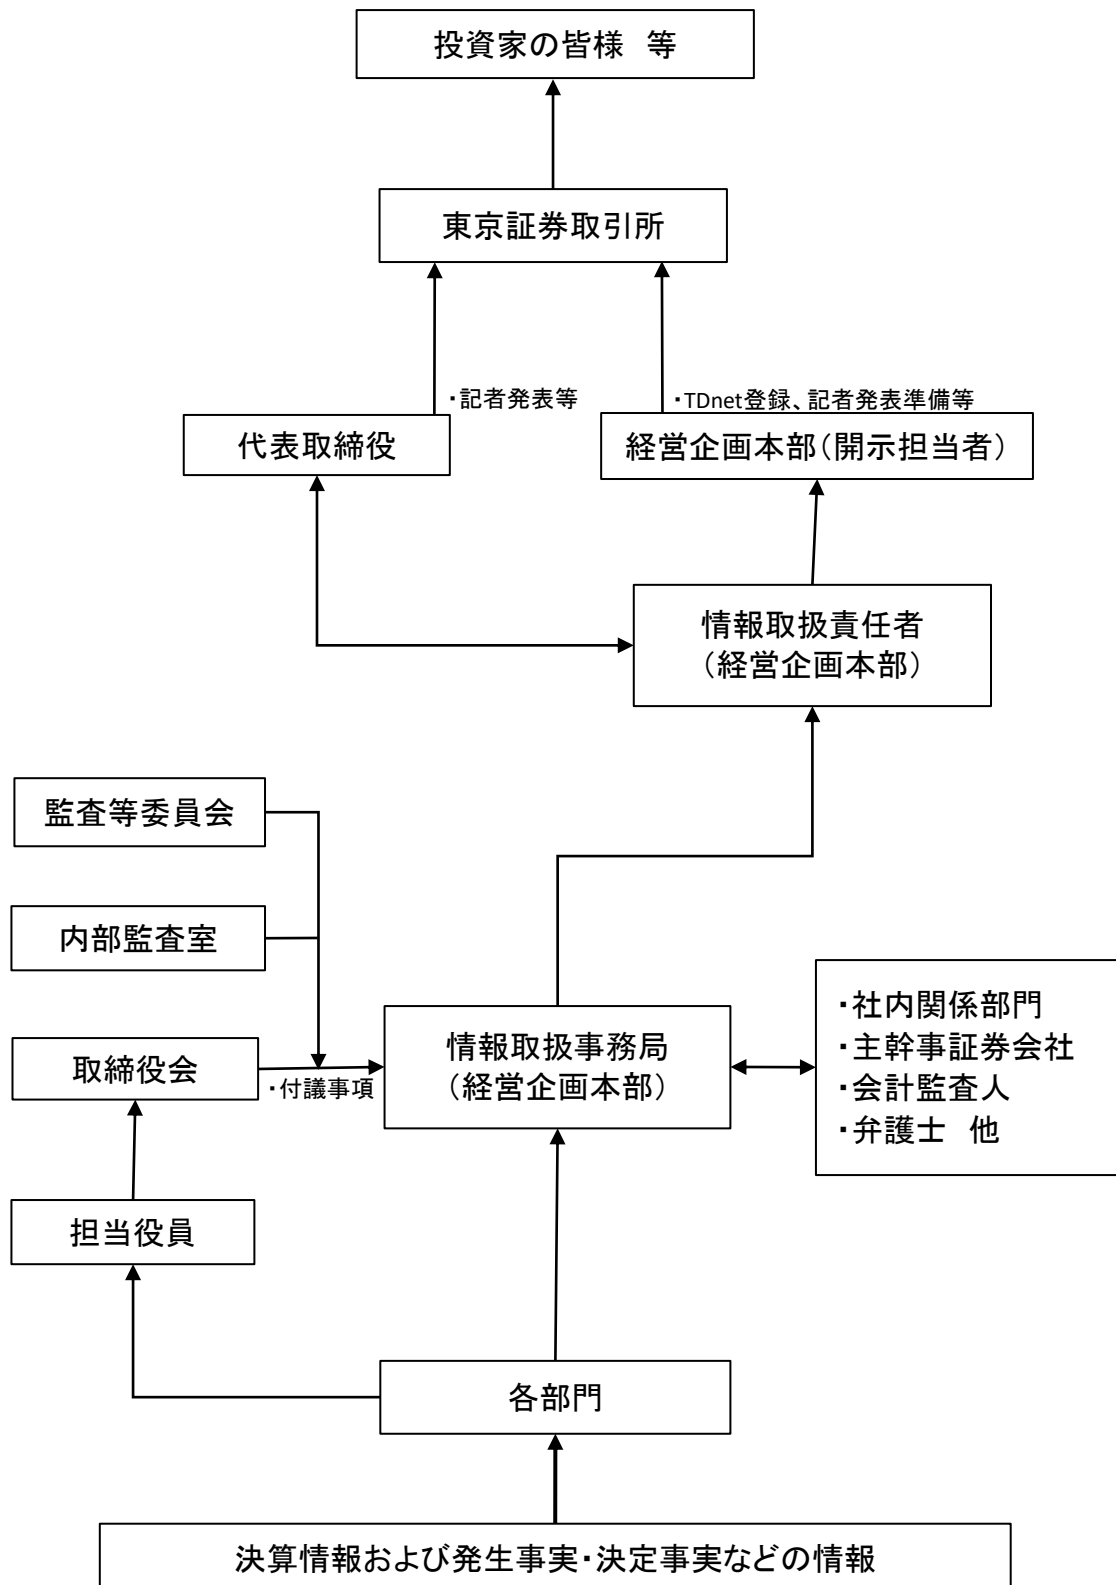 投資家の皆様　等
東京証券取引所
・記者発表等
・TDnet登録、記者発表準備等
代表取締役
経営企画本部（開示担当者）
情報取扱責任者
（経営企画本部）
監査等委員会
内部監査室
取締役会
・付議事項
情報取扱事務局
（経営企画本部）
・社内関係部門
・主幹事証券会社
・会計監査人
・弁護士　他
担当役員
各部門
決算情報および発生事実・決定事実などの情報